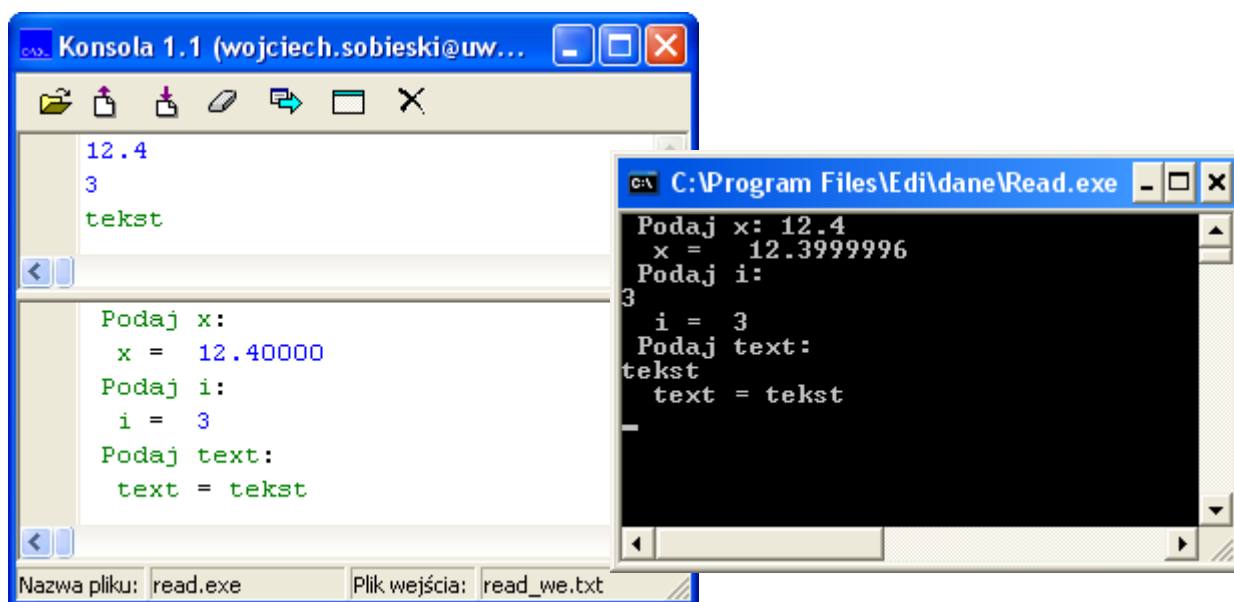 Konsola 1.1 (wojciech.sobieski@uw...
12.4
3
tekst
Podaj x:
x = 12.40000
Podaj i:
i = 3
Podaj text:
text = tekst
Nazwa pliku: read.exe Plik wejścia: read_we.txt
C:\Program Files\Edi\dane\Read.exe
Podaj x: 12.4
x = 12.3999996
Podaj i:
3
i = 3
Podaj text:
tekst
text = tekst